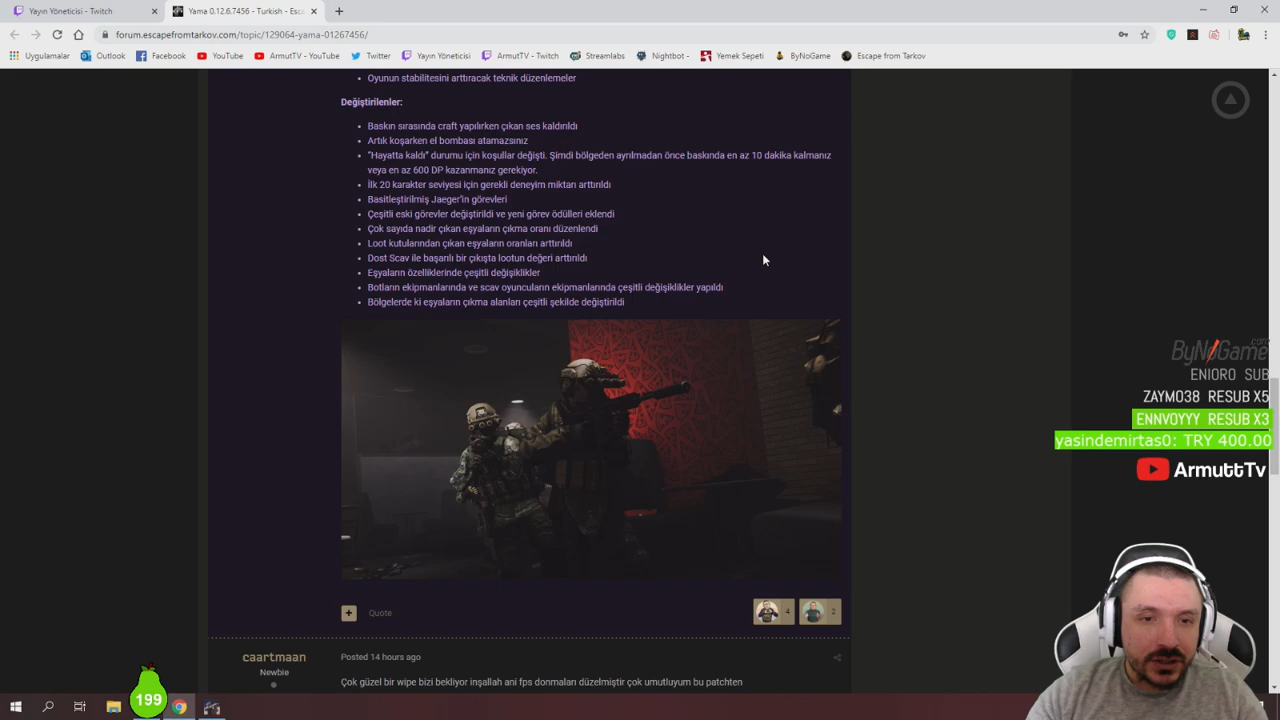 Yayın Yöneticisi - Twitch
Yama 0.12.6.7456 - Turkish - Esc
forum.escapefromtarkov.com/topic/129064-yama-01267456/
Uygulamalar
Outlook
Facebook
YouTube
ArmutTV - YouTube
Twitter
Yayın Yöneticisi
ArmutTV - Twitch
Streamlabs
Nightbot -
Yemek Sepeti
ByNoGame
Escape from Tarkov
Oyunun stabilitesini arttıracak teknik düzenlemeler
Değiştirilenler:
Baskın sırasında craft yapılırken çıkan ses kaldırıldı
Artık koşarken el bombası atamazsınız
"Hayatta kaldı" durumu için koşullar değişti. Şimdi bölgeden ayrılmadan önce baskında en az 10 dakika kalmanız
veya en az 600 DP kazanmanız gerekiyor.
İlk 20 karakter seviyesi için gerekli deneyim miktarı arttırıldı
Basitleştirilmiş Jaeger'in görevleri
Çeşitli eski görevler değiştirildi ve yeni görev ödülleri eklendi
Çok sayıda nadir çıkan eşyaların çıkma oranı düzenlendi
Loot kutularından çıkan eşyaların oranları arttırıldı
Dost Scav ile başarılı bir çıkışta lootun değeri arttırıldı
Eşyaların özelliklerinde çeşitli değişiklikler
Botların ekipmanlarında ve scav oyuncuların ekipmanlarında çeşitli değişiklikler yapıldı
Bölgelerde ki eşyaların çıkma alanları çeşitli şekilde değiştirildi
ByNoGame.com
ENIORO SUB
ZAYMO38 RESUB X5
ENNVOYYY RESUB X3
yasindemirtas0: TRY 400.00
ArmuttTv
Quote
4
2
caartmaan
Newbie
Posted 14 hours ago
Çok güzel bir wipe bizi bekliyor inşallah ani fps donmaları düzelmiştir çok umutluyum bu patchten
199